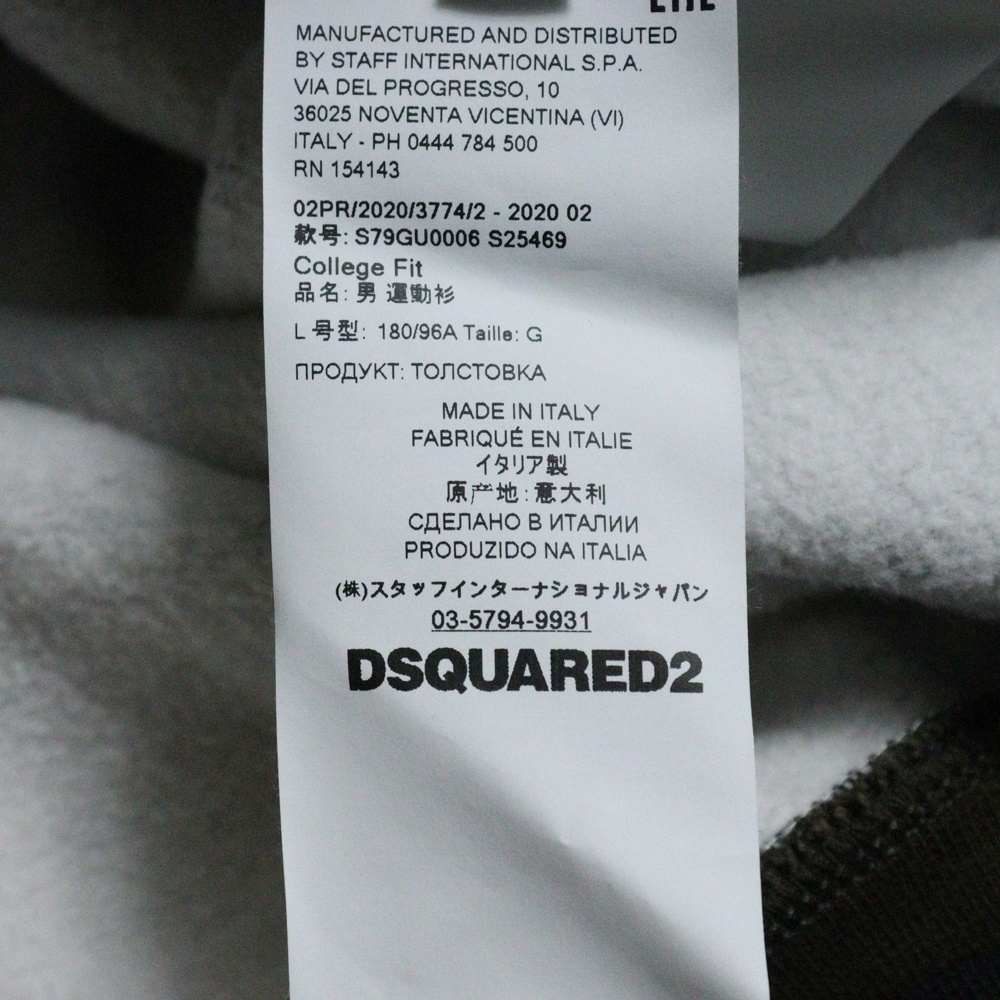 MANUFACTURED AND DISTRIBUTED
BY STAFF INTERNATIONAL S.P.A.
VIA DEL PROGRESSO, 10
36025 NOVENTA VICENTINA (VI)
ITALY - PH 0444 784 500
RN 154143
02PR/2020/3774/2 - 2020 02
款号: S79GU0006 S25469
College Fit
品名: 男 運動衫
L 号型: 180/96A Taille: G
ПРОДУКТ: ТОЛСТОВКА
MADE IN ITALY
FABRIQUÉ EN ITALIE
イタリア製
原产地:意大利
СДЕЛАНО В ИТАЛИИ
PRODUZIDO NA ITALIA
(株)スタッフインターナショナルジャパン
03-5794-9931
DSQUARED2